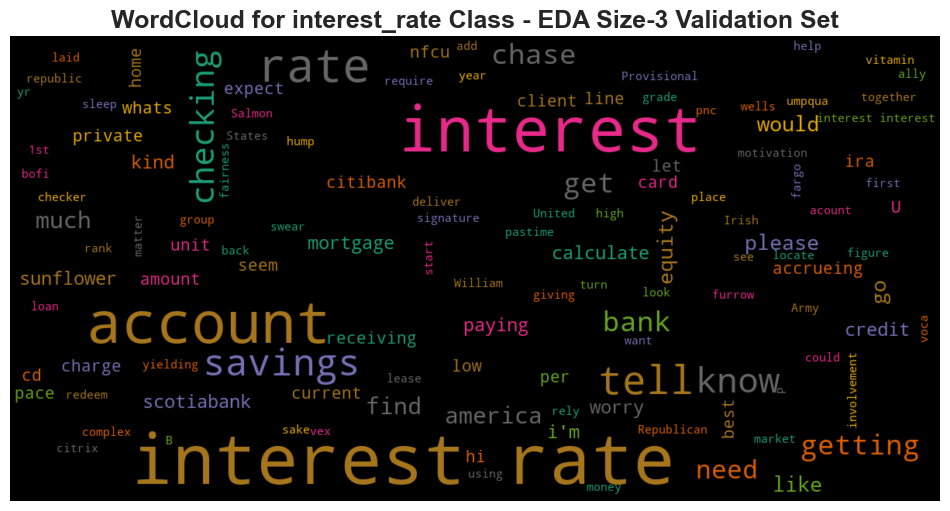 WordCloud for interest_rate Class - EDA Size-3 Validation Set
laid
home
rate
nfcu
add
chase
help
vitamin
republic
checking
expect
require
year
Provisional
ally
yr
sleep
whats
Salmon
client
line
grade
pnc
wells
umpqua
together
private
States
hump
interest
would
interest interest
1st
kind
fairness
citibank
get
let
card
motivation
ira
bofi
fargo
first
checker
deliver
place
much
group
signature
United
high
Irish
acount
U
matter
swear
pastime
equity
please
rank
unit
back
mortgage
start
calculate
see
locate
figure
sunflower
seem
accrueing
amount
William
turn
giving
look
furrow
go
loan
Army
account
receiving
paying
bank
credit
voca
want
charge
yielding
savings
low
could
cd
lease
per
tell
know
p
involvement
pace
redeem
current
scotiabank
find
america
rely
worry
best
complex
sake
vex
i'm
Republican
market
getting
citrix
B
interest rate
hi
using
need
money
like